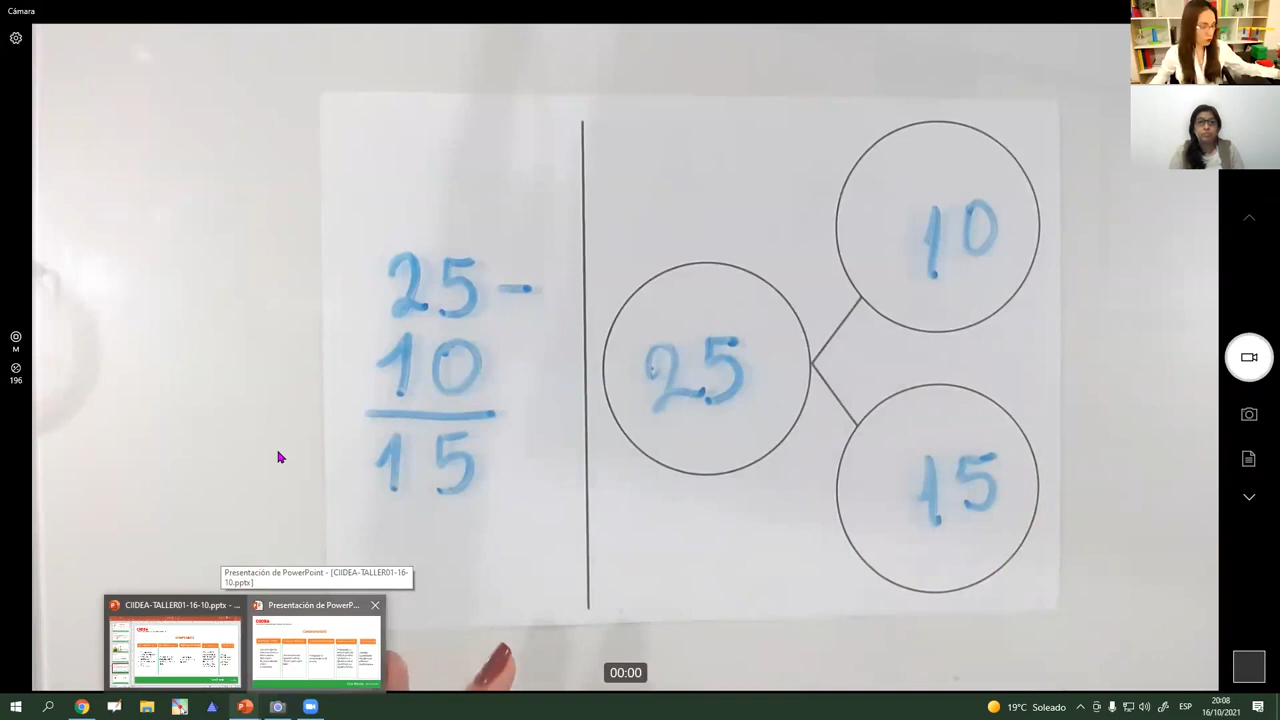 Cámara
25 -
10
15
25
10
15
M
196
00:00
Presentación de PowerPoint - [CIIDEA-TALLER01-16-
10.pptx]
CIIDEA-TALLER01-16-10.pptx - ...
Presentación de PowerP...
19°C Soleado
ESP
20:08
16/10/2021